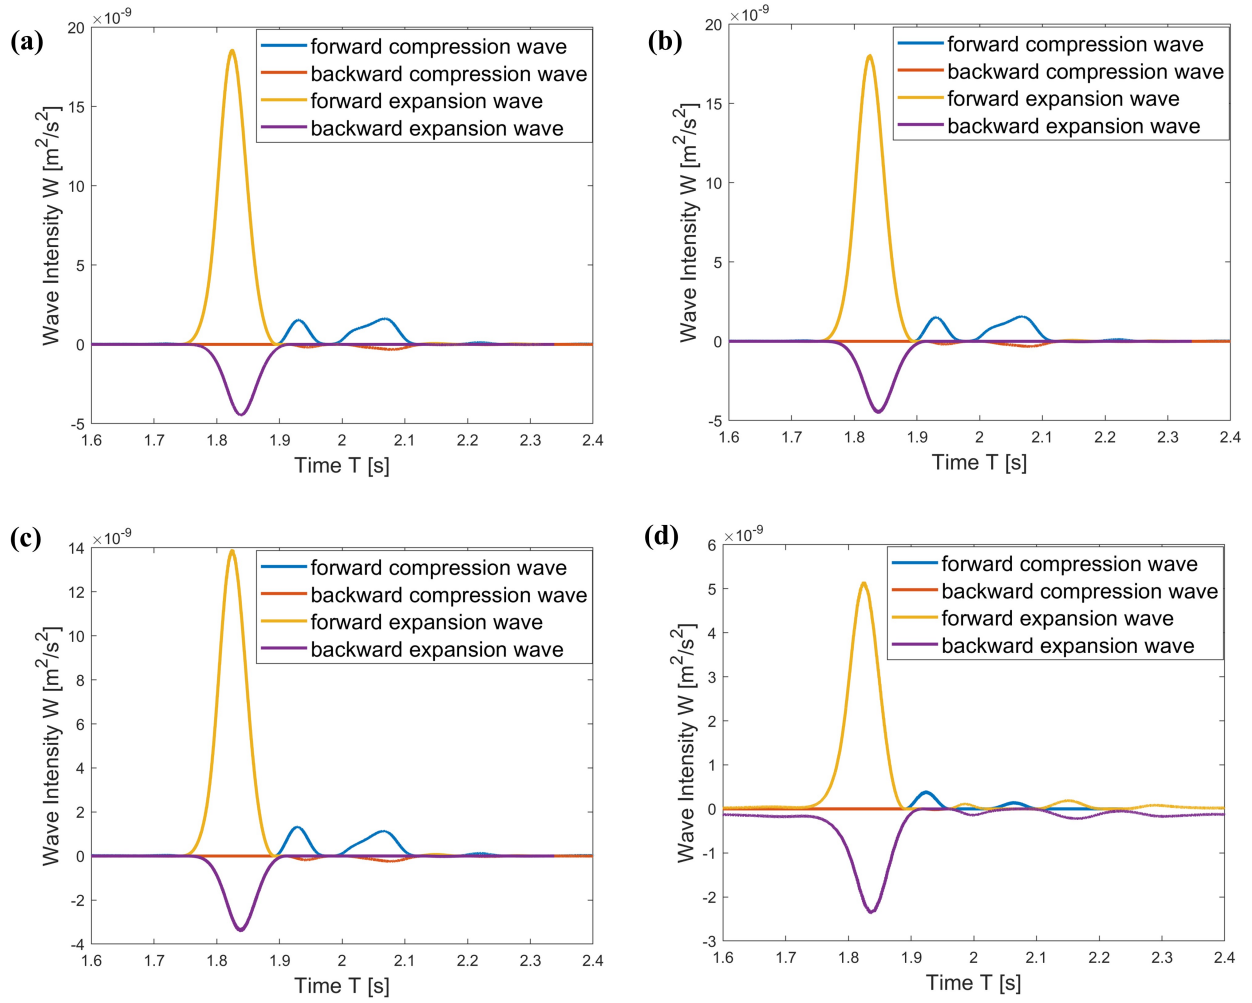 (a)
×10-9
20
15
10
5
0
-5
Wave Intensity W [m2/s2]
forward compression wave
backward compression wave
forward expansion wave
backward expansion wave
1.6 1.7 1.8 1.9 2 2.1 2.2 2.3 2.4
Time T [s]
(b)
×10-9
20
15
10
5
0
-5
Wave Intensity W [m2/s2]
forward compression wave
backward compression wave
forward expansion wave
backward expansion wave
1.6 1.7 1.8 1.9 2 2.1 2.2 2.3 2.4
Time T [s]
(c)
×10-9
14
12
10
8
6
4
2
0
-2
-4
Wave Intensity W [m2/s2]
forward compression wave
backward compression wave
forward expansion wave
backward expansion wave
1.6 1.7 1.8 1.9 2 2.1 2.2 2.3 2.4
Time T [s]
(d)
×10-9
6
5
4
3
2
1
0
-1
-2
-3
Wave Intensity W [m2/s2]
forward compression wave
backward compression wave
forward expansion wave
backward expansion wave
1.6 1.7 1.8 1.9 2 2.1 2.2 2.3 2.4
Time T [s]